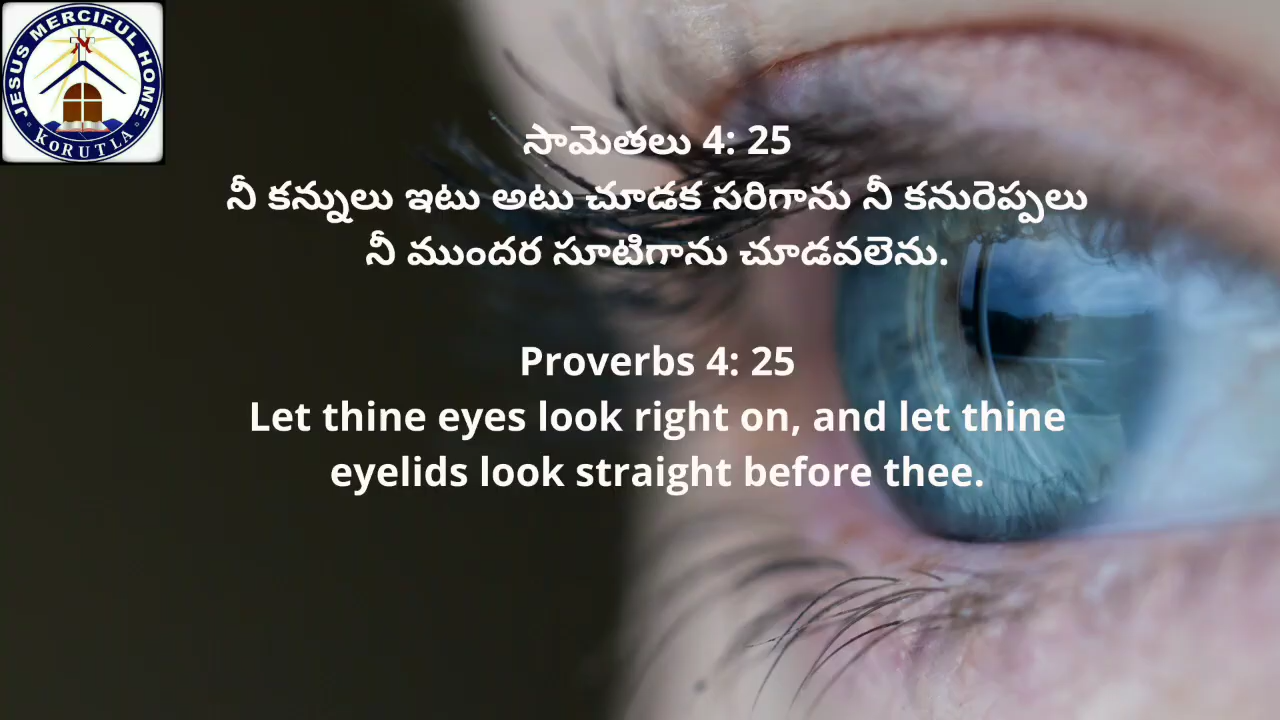 JESUS MERCIFUL HOME
KORUTLA
సామెతలు 4: 25
నీ కన్నులు ఇటు అటు చూడక సరిగాను నీ కనురెప్పలు
నీ ముందర సూటిగాను చూడవలెను.
Proverbs 4: 25
Let thine eyes look right on, and let thine
eyelids look straight before thee.